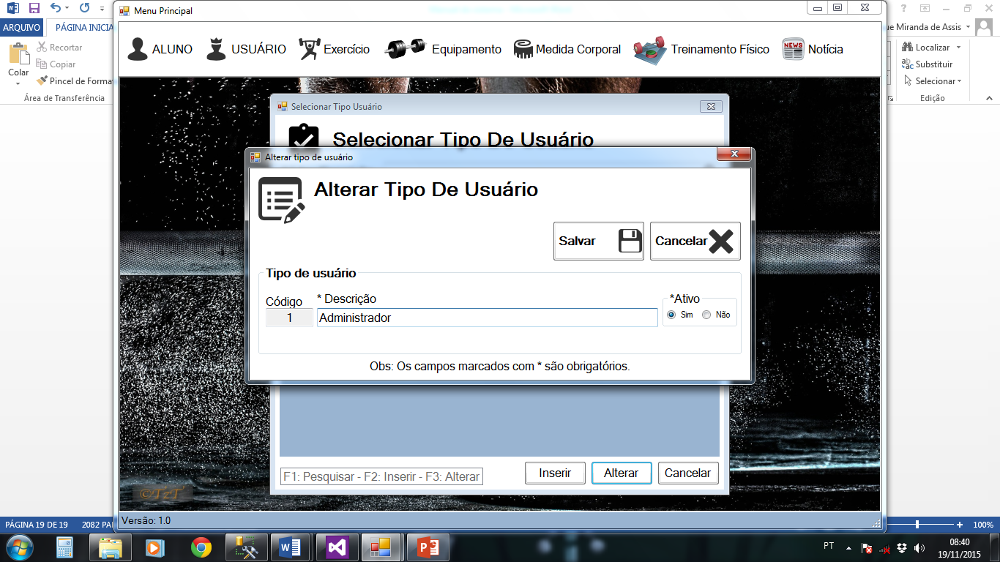 Menu Principal
ARQUIVO
PÁGINA INICIA
ue Miranda de Assis
Recortar
Copiar
Pincel de Forma
Colar
Área de Transferência
Localizar
Substituir
Selecionar
Edição
ALUNO
USUÁRIO
Exercício
Equipamento
Medida Corporal
Treinamento Físico
NEWS
Notícia
Selecionar Tipo Usuário
Selecionar Tipo De Usuário
Alterar tipo de usuário
Alterar Tipo De Usuário
Salvar
Cancelar
Tipo de usuário
Código
* Descrição
*Ativo
1
Administrador
Sim
Não
Obs: Os campos marcados com * são obrigatórios.
F1: Pesquisar - F2: Inserir - F3: Alterar
Inserir
Alterar
Cancelar
©TzT
Versão: 1.0
PÁGINA 19 DE 19
2082 PA
100%
PT
08:40
19/11/2015